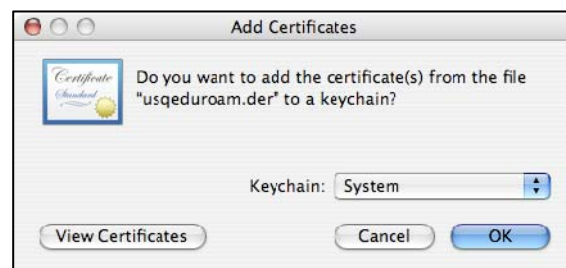 Add Certificates
Certificate
Standard
Do you want to add the certificate(s) from the file
"usqeduroam.der" to a keychain?
Keychain: System
View Certificates Cancel OK